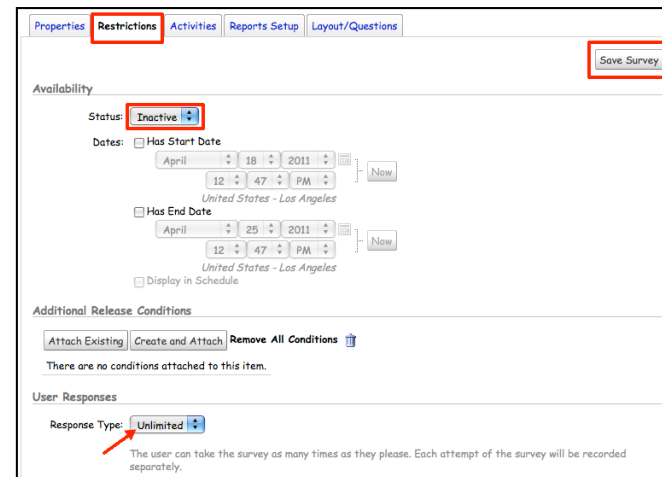 Properties Restrictions Activities Reports Setup Layout/Questions
Save Survey
Availability
Status: Inactive
Dates: Has Start Date
April 18 2011 Now
12 47 PM
United States - Los Angeles
Has End Date
April 25 2011 Now
12 47 PM
United States - Los Angeles
Display in Schedule
Additional Release Conditions
Attach Existing Create and Attach Remove All Conditions
There are no conditions attached to this item.
User Responses
Response Type: Unlimited
The user can take the survey as many times as they please. Each attempt of the survey will be recorded
separately.